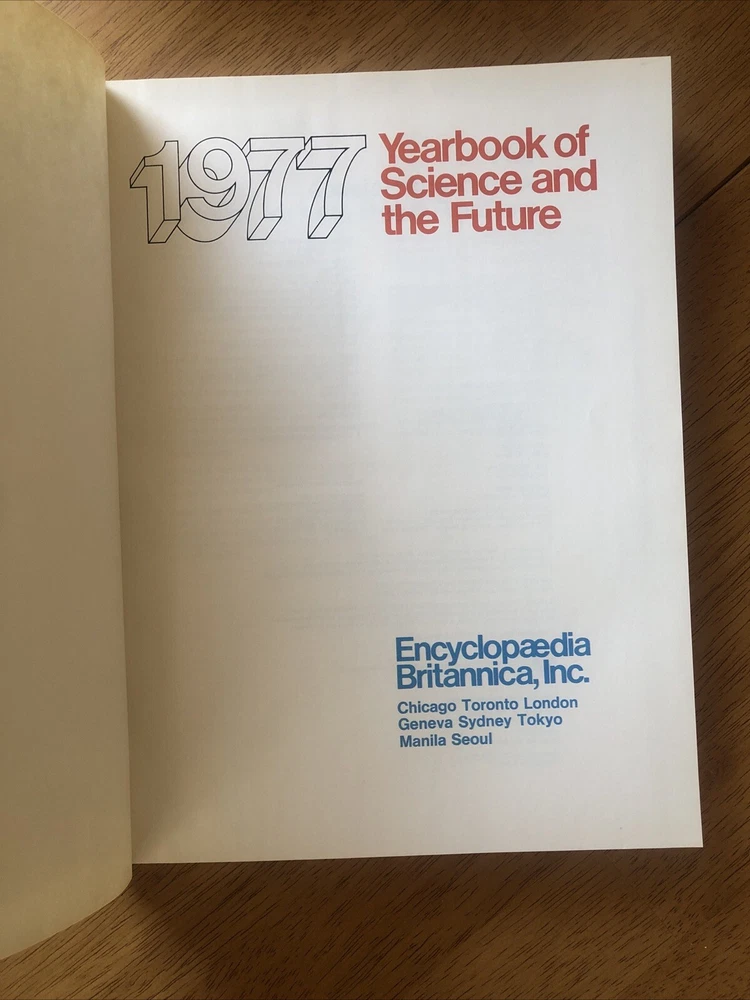 1977
Yearbook of
Science and
the Future
Encyclopædia
Britannica, Inc.
Chicago Toronto London
Geneva Sydney Tokyo
Manila Seoul